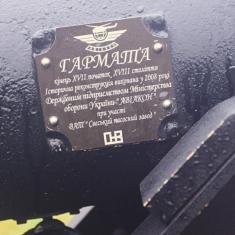 ГАРМАТА
кінець XVII початок XVIII століття
Історична реконструкція виконана у 2008 році
Державним підприємством Міністерства
оборони України "АВІАКОН"
при участі
ВАТ "Сумський насосний завод"